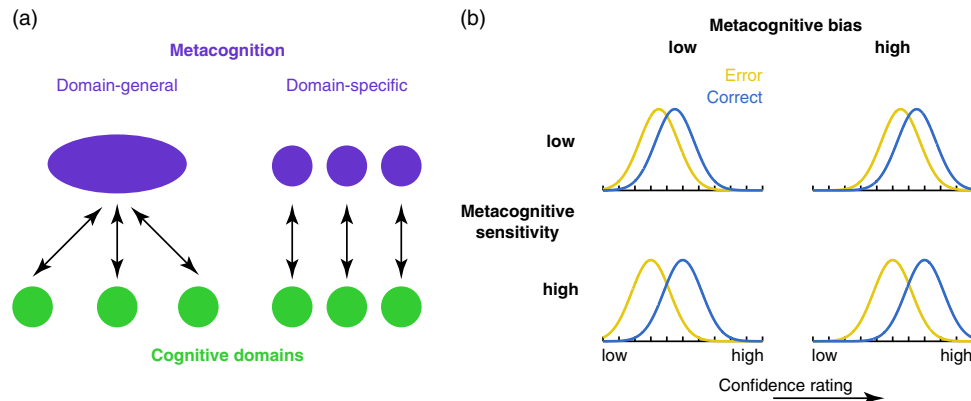 (a)
Metacognition
Domain-general
Domain-specific
Cognitive domains
(b)
Metacognitive bias
low
high
Error
Correct
low
Metacognitive
sensitivity
high
low
high
low
high
Confidence rating